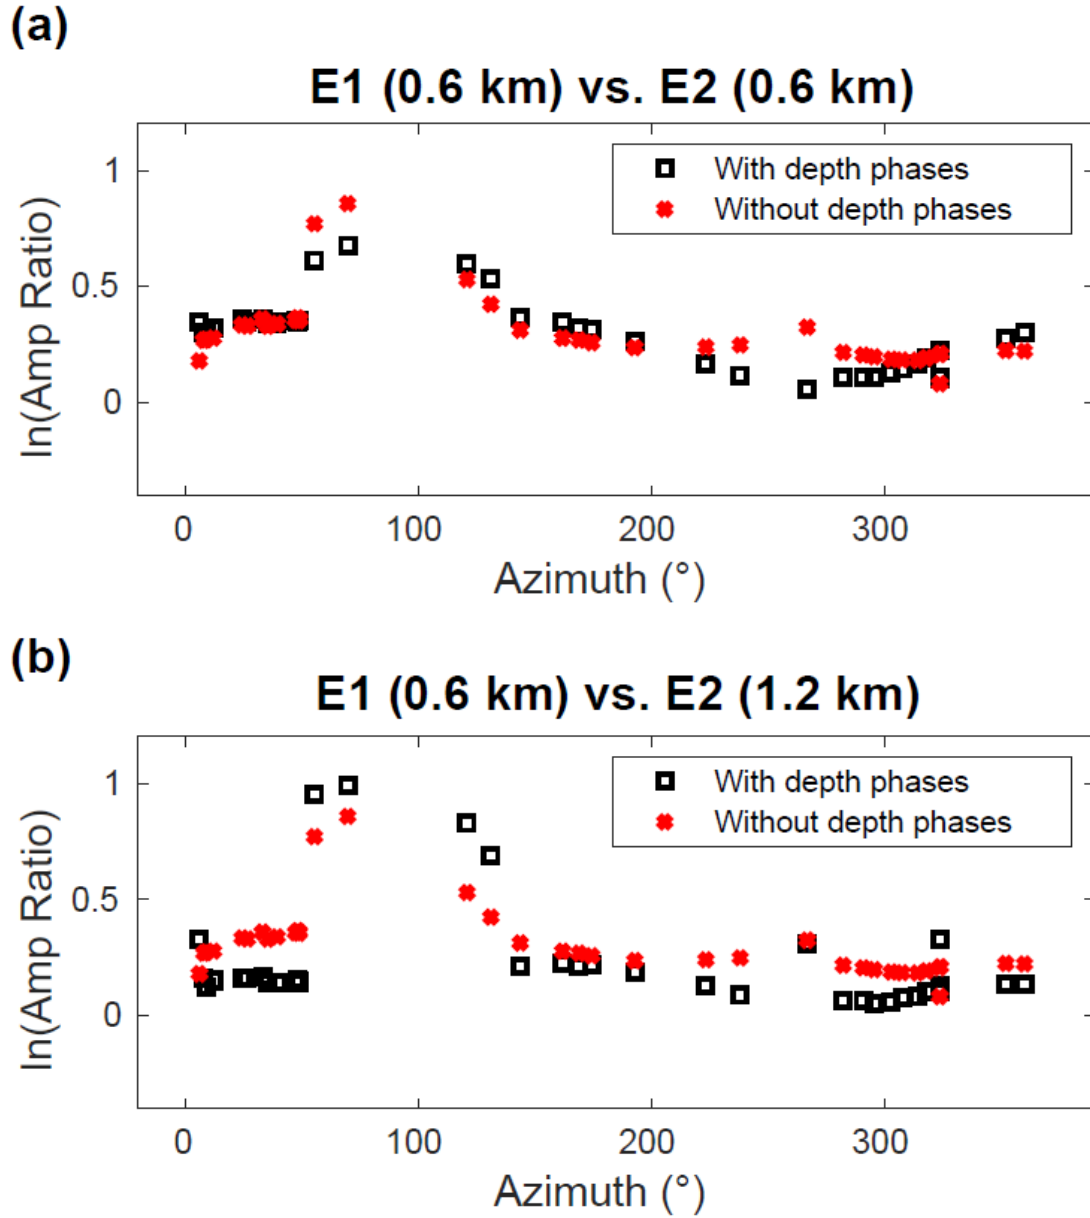 (a)
E1 (0.6 km) vs. E2 (0.6 km)
With depth phases
Without depth phases
1
0.5
0
ln(Amp Ratio)
0 100 200 300
Azimuth (°)
(b)
E1 (0.6 km) vs. E2 (1.2 km)
With depth phases
Without depth phases
1
0.5
0
ln(Amp Ratio)
0 100 200 300
Azimuth (°)